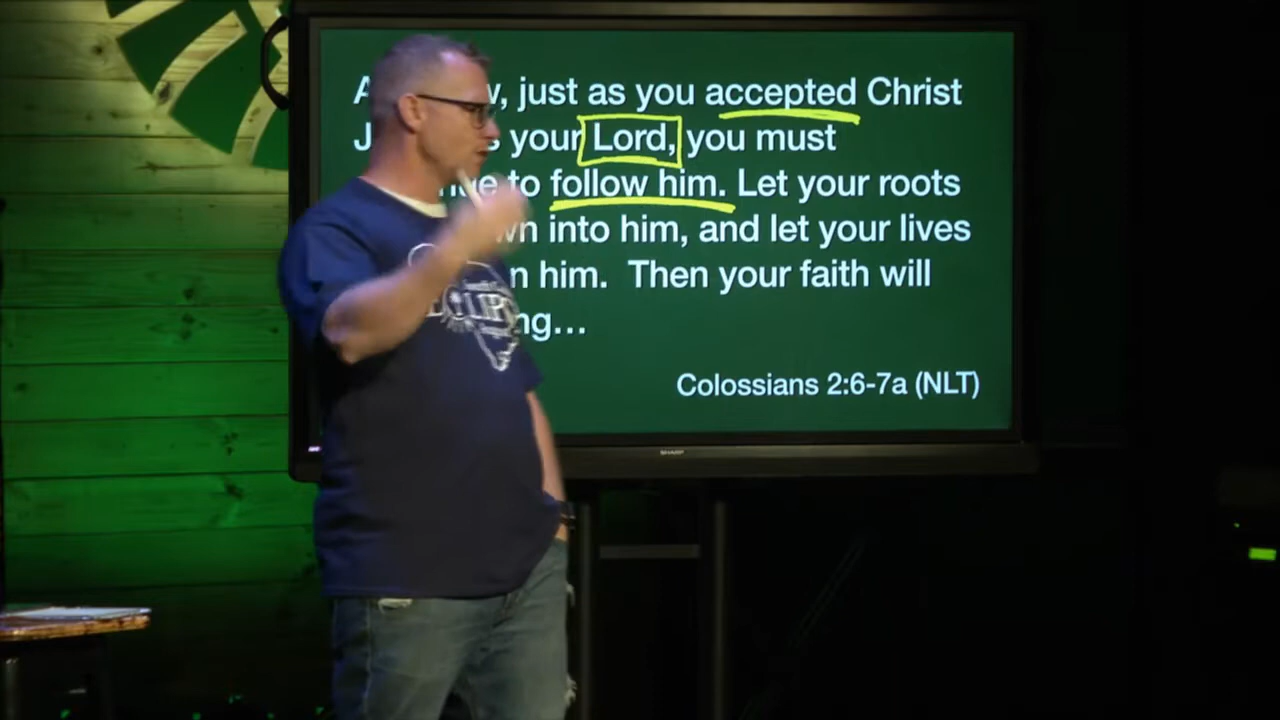 w, just as you accepted Christ
your Lord, you must
to follow him. Let your roots
into him, and let your lives
him. Then your faith will
ng...
Colossians 2:6-7a (NLT)
SHARP